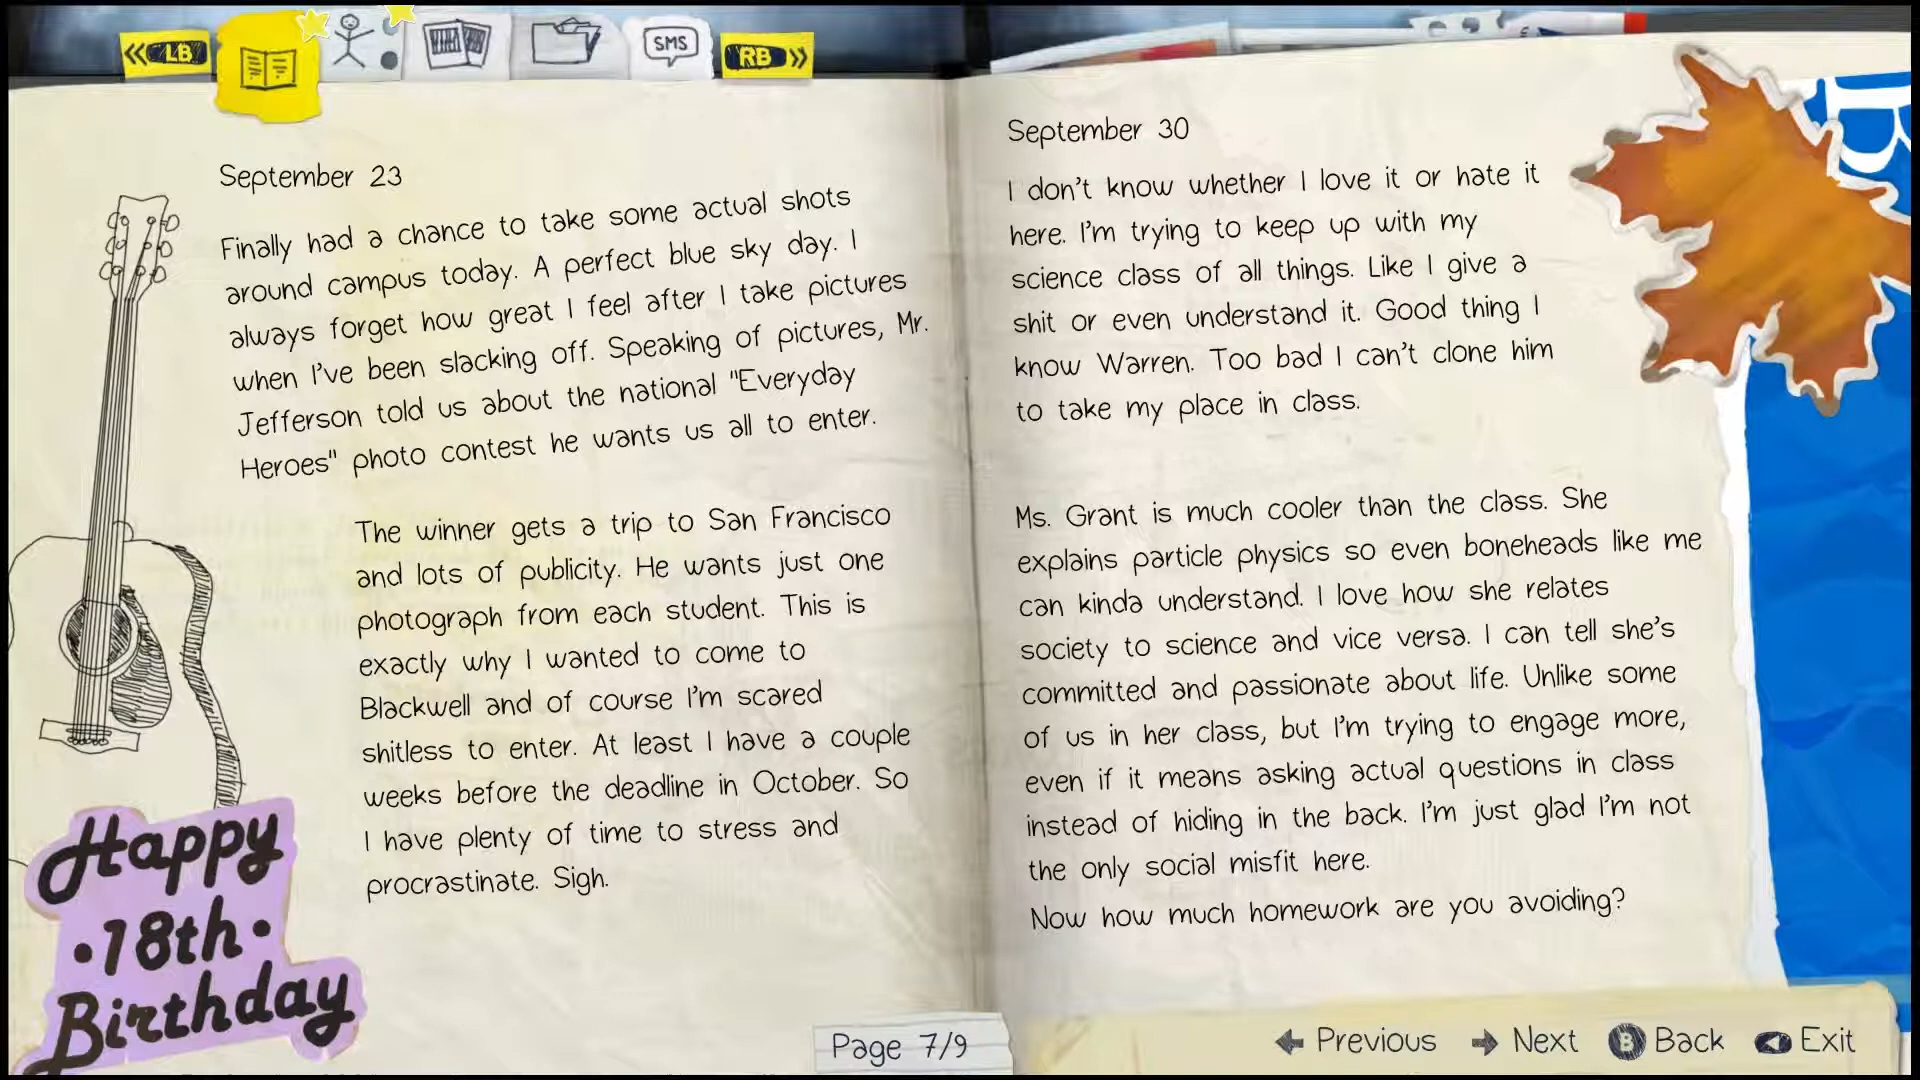 LB
SMS
RB
September 23
Finally had a chance to take some actual shots
around campus today. A perfect blue sky day. I
always forget how great I feel after I take pictures
when I've been slacking off. Speaking of pictures, Mr.
Jefferson told us about the national "Everyday
Heroes" photo contest he wants us all to enter.
The winner gets a trip to San Francisco
and lots of publicity. He wants just one
photograph from each student. This is
exactly why I wanted to come to
Blackwell and of course I'm scared
shitless to enter. At least I have a couple
weeks before the deadline in October. So
I have plenty of time to stress and
procrastinate. Sigh.
Happy
•18th•
Birthday
September 30
I don't know whether I love it or hate it
here. I'm trying to keep up with my
science class of all things. Like I give a
shit or even understand it. Good thing I
know Warren. Too bad I can't clone him
to take my place in class.
Ms. Grant is much cooler than the class. She
explains particle physics so even boneheads like me
can kinda understand. I love how she relates
society to science and vice versa. I can tell she's
committed and passionate about life. Unlike some
of us in her class, but I'm trying to engage more,
even if it means asking actual questions in class
instead of hiding in the back. I'm just glad I'm not
the only social misfit here.
Now how much homework are you avoiding?
B
Page 7/9
Previous Next B Back Exit